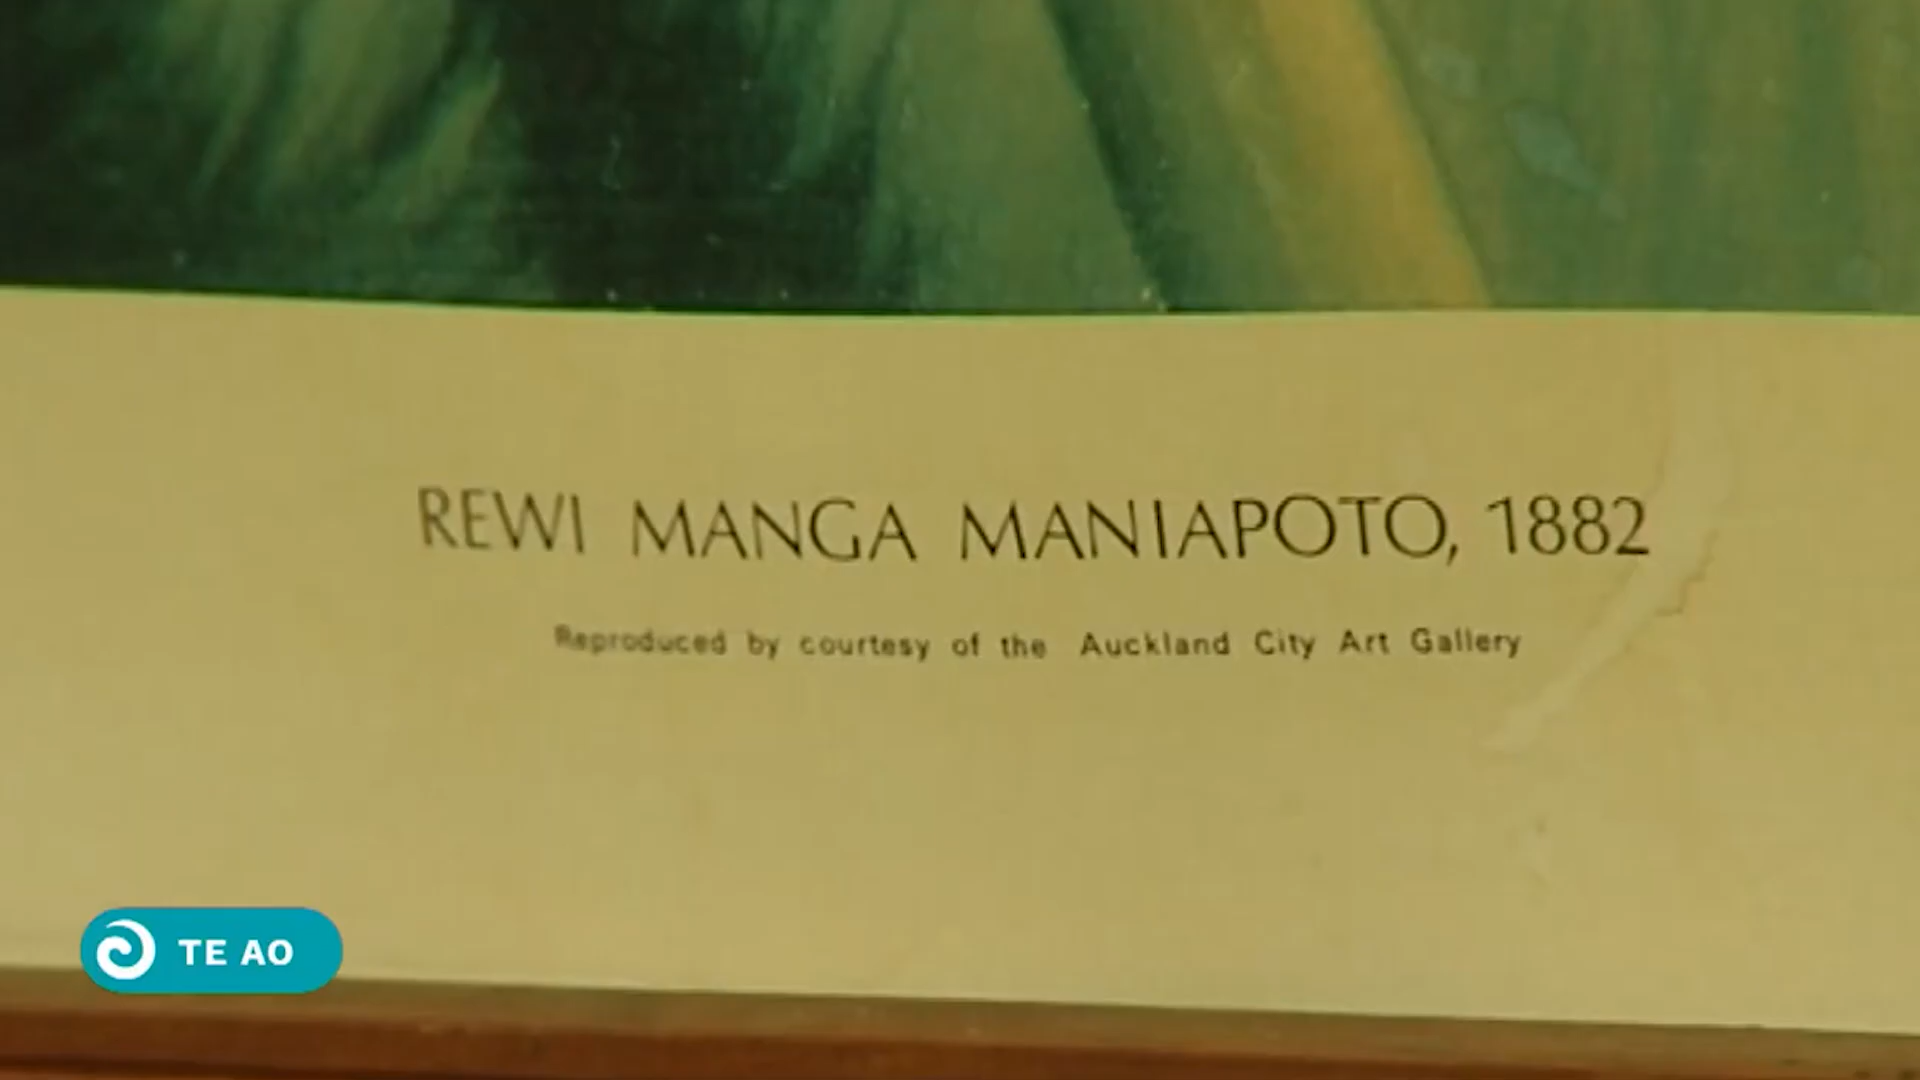 REWI MANGA MANIAPOTO, 1882
Reproduced by courtesy of the Auckland City Art Gallery
TE AO